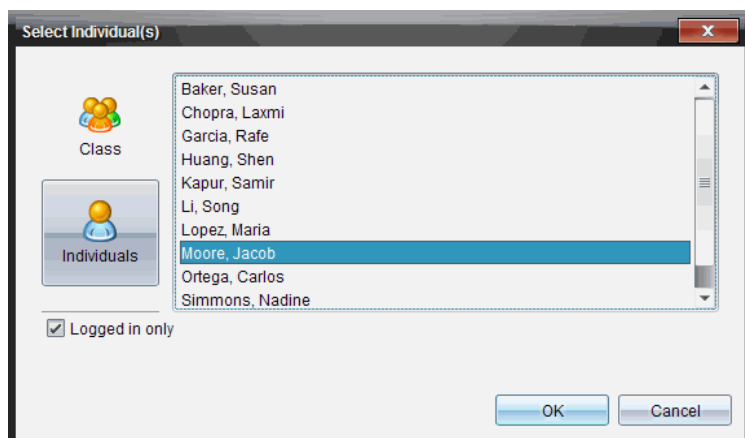 Select Individual(s)
Class
Individuals
Baker, Susan
Chopra, Laxmi
Garcia, Rafe
Huang, Shen
Kapur, Samir
Li, Song
Lopez, Maria
Moore, Jacob
Ortega, Carlos
Simmons, Nadine
Logged in only
OK
Cancel